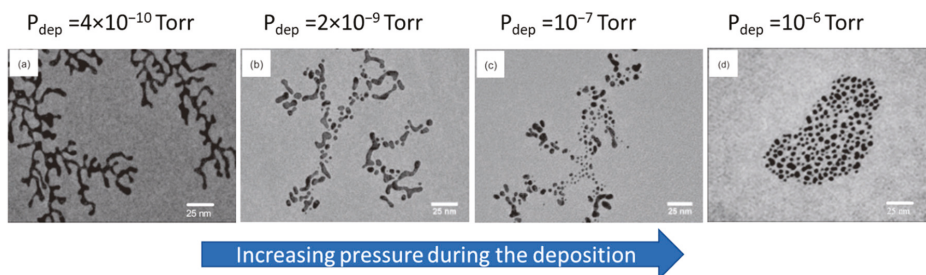 P_dep =4×10⁻¹⁰ Torr P_dep =2×10⁻⁹ Torr P_dep =10⁻⁷ Torr P_dep =10⁻⁶ Torr
(a) (b) (c) (d)
25 nm 25 nm 25 nm 25 nm
Increasing pressure during the deposition